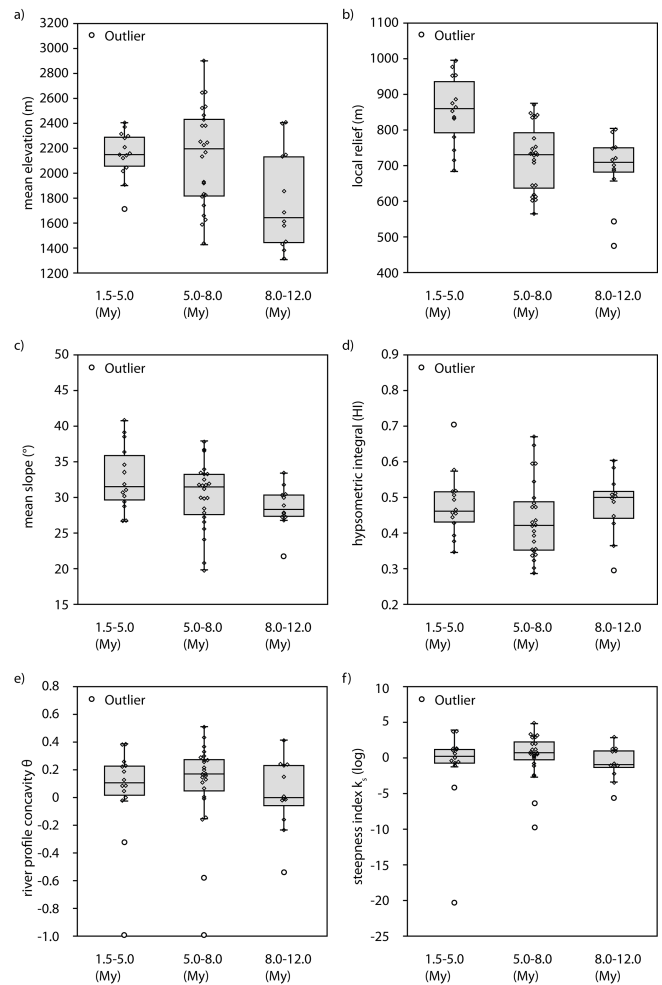 a)
3200
3000
2800
2600
2400
2200
2000
1800
1600
1400
1200
mean elevation (m)
Outlier
1.5-5.0 (My)
5.0-8.0 (My)
8.0-12.0 (My)
b)
1100
1000
900
800
700
600
500
400
local relief (m)
Outlier
1.5-5.0 (My)
5.0-8.0 (My)
8.0-12.0 (My)
c)
50
45
40
35
30
25
20
15
mean slope (°)
Outlier
1.5-5.0 (My)
5.0-8.0 (My)
8.0-12.0 (My)
d)
0.9
0.8
0.7
0.6
0.5
0.4
0.3
0.2
hypsometric integral (HI)
Outlier
1.5-5.0 (My)
5.0-8.0 (My)
8.0-12.0 (My)
e)
0.8
0.6
0.4
0.2
0
-0.2
-0.4
-0.6
-0.8
-1.0
river profile concavity θ
Outlier
1.5-5.0 (My)
5.0-8.0 (My)
8.0-12.0 (My)
f)
10
5
0
-5
-10
-15
-20
-25
steepness index ks (log)
Outlier
1.5-5.0 (My)
5.0-8.0 (My)
8.0-12.0 (My)